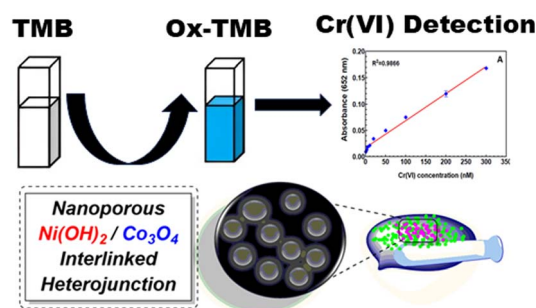 TMB
Ox-TMB
Cr(VI) Detection
A
R²=0.9866
Absorbance (652 nm)
0.20
0.15
0.10
0.05
0.00
0 50 100 150 200 250 300 350
Cr(VI) concentration (nM)
Nanoporous
Ni(OH)₂ / Co₃O₄
Interlinked
Heterojunction